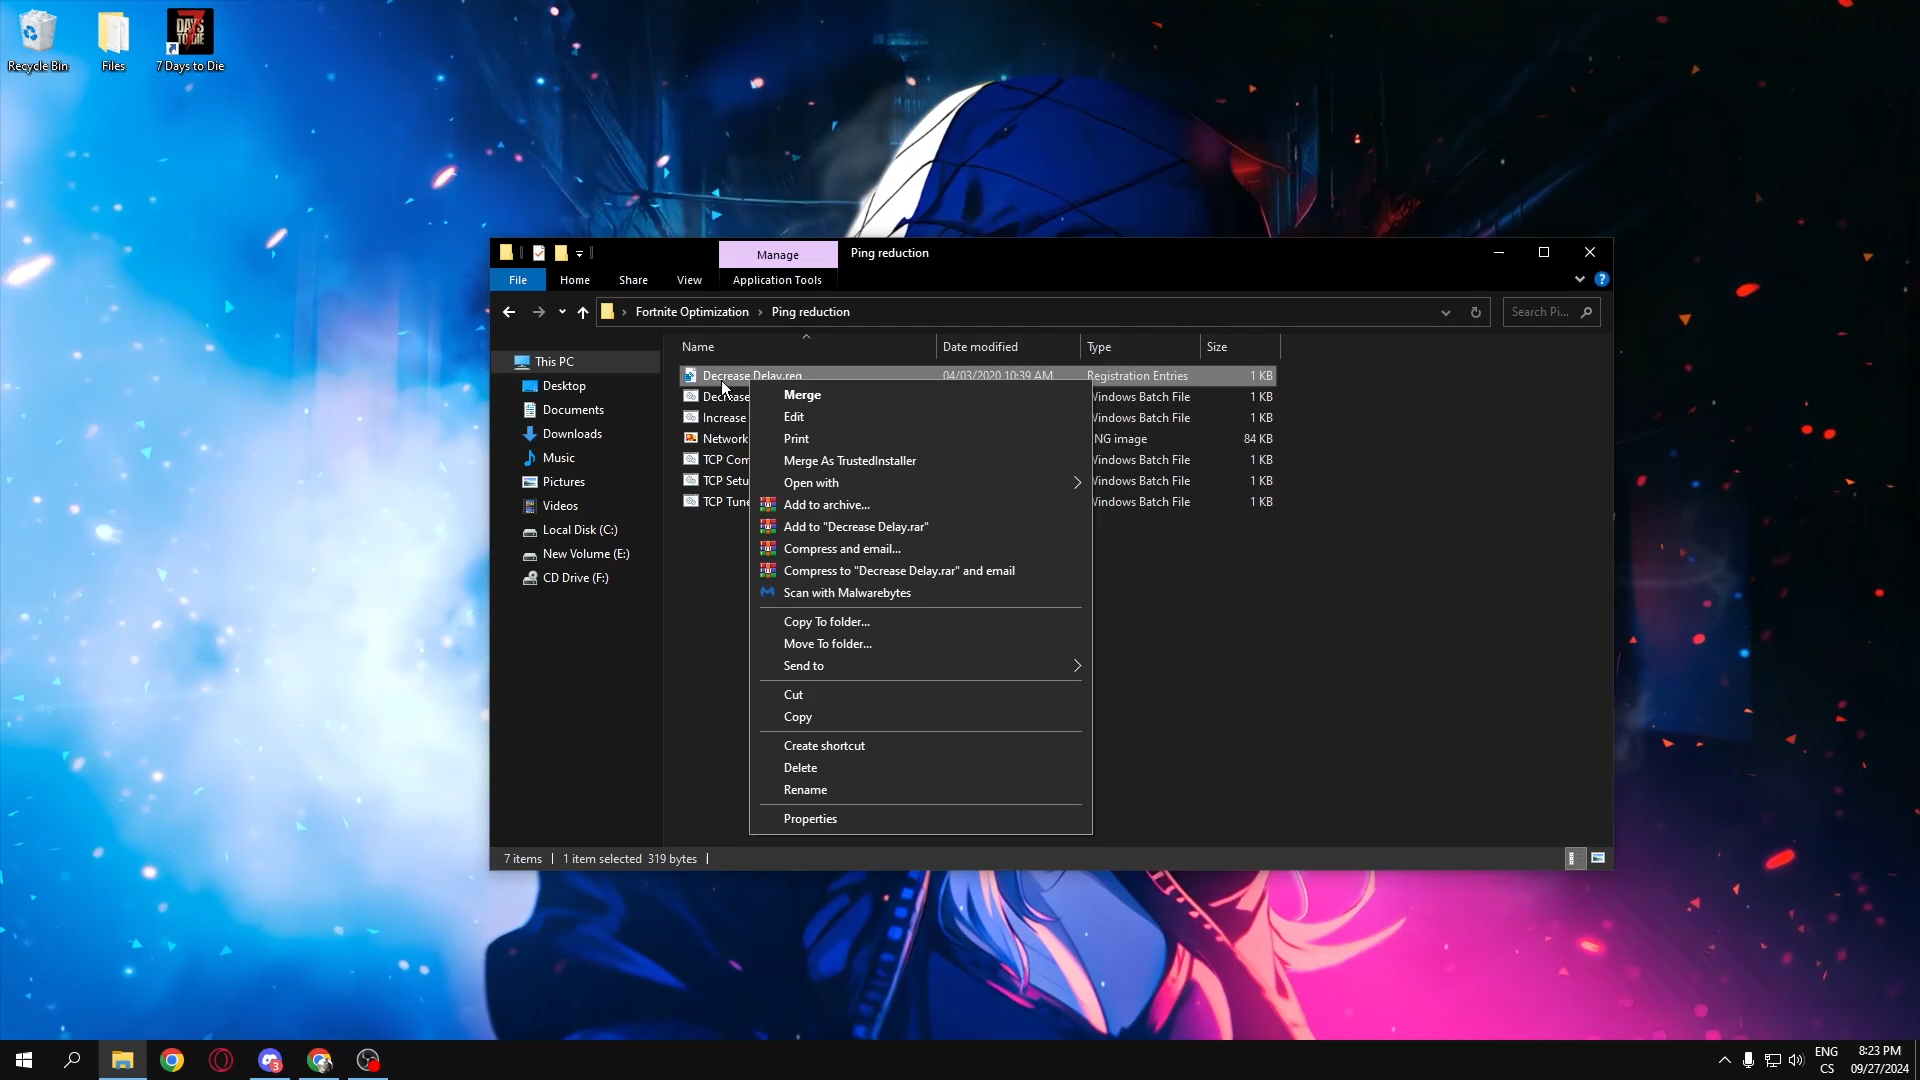 Recycle Bin
Files
7 Days to Die
7
DAYS
TO DIE
Manage
Ping reduction
File
Home
Share
View
Application Tools
Fortnite Optimization
Ping reduction
Search Pi...
Name
Date modified
Type
Size
This PC
Desktop
Documents
Downloads
Music
Pictures
Videos
Local Disk (C:)
New Volume (E:)
CD Drive (F:)
Decrease Delay.reg 04/03/2020 10:39 AM Registration Entries 1 KB
Decrease Windows Batch File 1 KB
Increase Windows Batch File 1 KB
Network PNG image 84 KB
TCP Com Windows Batch File 1 KB
TCP Setu Windows Batch File 1 KB
TCP Tune Windows Batch File 1 KB
Merge
Edit
Print
Merge As TrustedInstaller
Open with
Add to archive...
Add to "Decrease Delay.rar"
Compress and email...
Compress to "Decrease Delay.rar" and email
Scan with Malwarebytes
Copy To folder...
Move To folder...
Send to
Cut
Copy
Create shortcut
Delete
Rename
Properties
7 items
1 item selected 319 bytes
3
ENG
CS
8:23 PM
09/27/2024